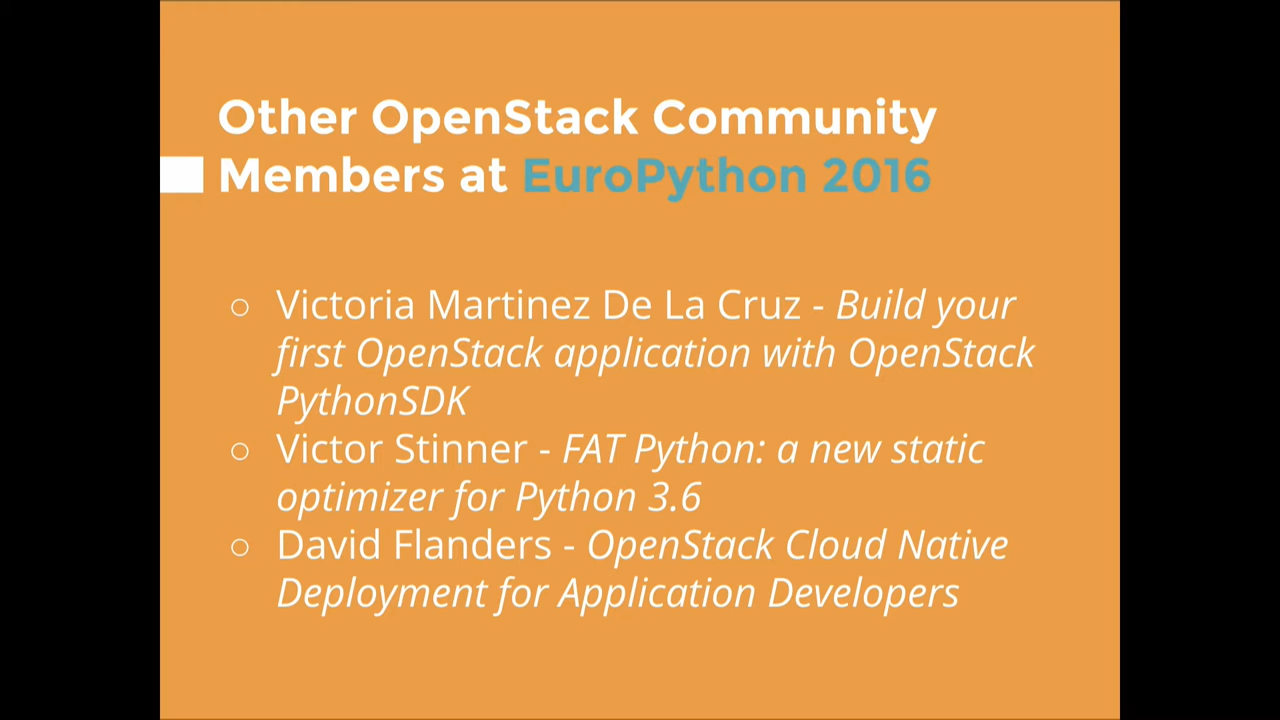 Other OpenStack Community
Members at EuroPython 2016
○ Victoria Martinez De La Cruz - Build your
first OpenStack application with OpenStack
PythonSDK
○ Victor Stinner - FAT Python: a new static
optimizer for Python 3.6
○ David Flanders - OpenStack Cloud Native
Deployment for Application Developers